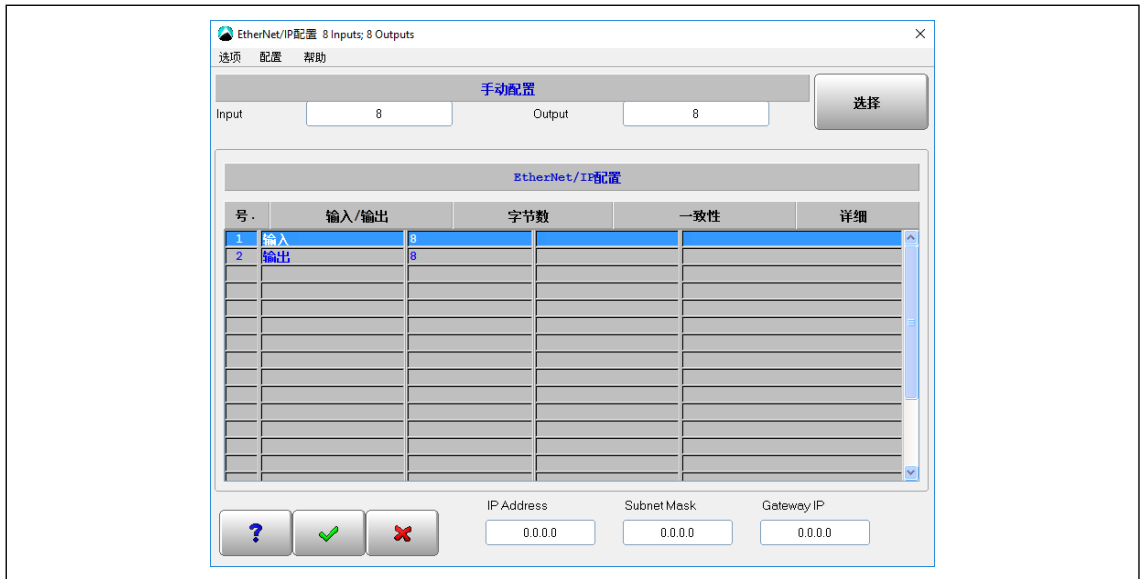 EtherNet/IP配置 8 Inputs; 8 Outputs
选项 配置 帮助
手动配置
选择
Input 8 Output 8
EtherNet/IP配置
号. 输入/输出 字节数 一致性 详细
1 输入 8
2 输出 8
IP Address Subnet Mask Gateway IP
? 0.0.0.0 0.0.0.0 0.0.0.0